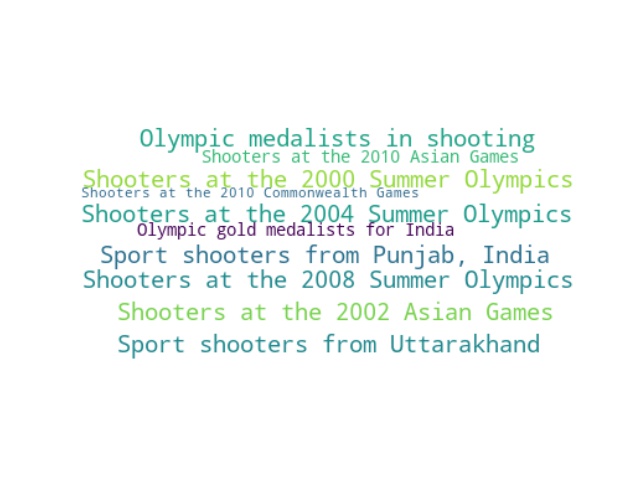 Olympic medalists in shooting
Shooters at the 2010 Asian Games
Shooters at the 2000 Summer Olympics
Shooters at the 2010 Commonwealth Games
Shooters at the 2004 Summer Olympics
Olympic gold medalists for India
Sport shooters from Punjab, India
Shooters at the 2008 Summer Olympics
Shooters at the 2002 Asian Games
Sport shooters from Uttarakhand